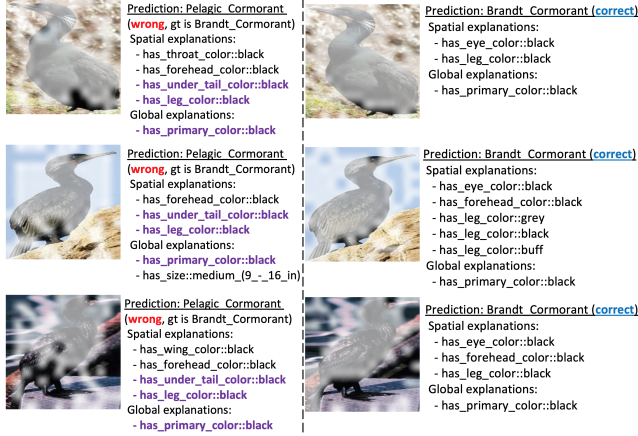 Prediction: Pelagic_Cormorant
(wrong, gt is Brandt_Cormorant)
Spatial explanations:
- has_throat_color::black
- has_forehead_color::black
- has_under_tail_color::black
- has_leg_color::black
Global explanations:
- has_primary_color::black
Prediction: Brandt_Cormorant (correct)
Spatial explanations:
- has_eye_color::black
- has_leg_color::black
Global explanations:
- has_primary_color::black
Prediction: Pelagic_Cormorant
(wrong, gt is Brandt_Cormorant)
Spatial explanations:
- has_forehead_color::black
- has_under_tail_color::black
- has_leg_color::black
Global explanations:
- has_primary_color::black
- has_size::medium_(9_-_16_in)
Prediction: Brandt_Cormorant (correct)
Spatial explanations:
- has_eye_color::black
- has_forehead_color::black
- has_leg_color::grey
- has_leg_color::black
- has_leg_color::buff
Global explanations:
- has_primary_color::black
Prediction: Pelagic_Cormorant
(wrong, gt is Brandt_Cormorant)
Spatial explanations:
- has_wing_color::black
- has_forehead_color::black
- has_under_tail_color::black
- has_leg_color::black
Global explanations:
- has_primary_color::black
Prediction: Brandt_Cormorant (correct)
Spatial explanations:
- has_eye_color::black
- has_forehead_color::black
- has_leg_color::black
Global explanations:
- has_primary_color::black